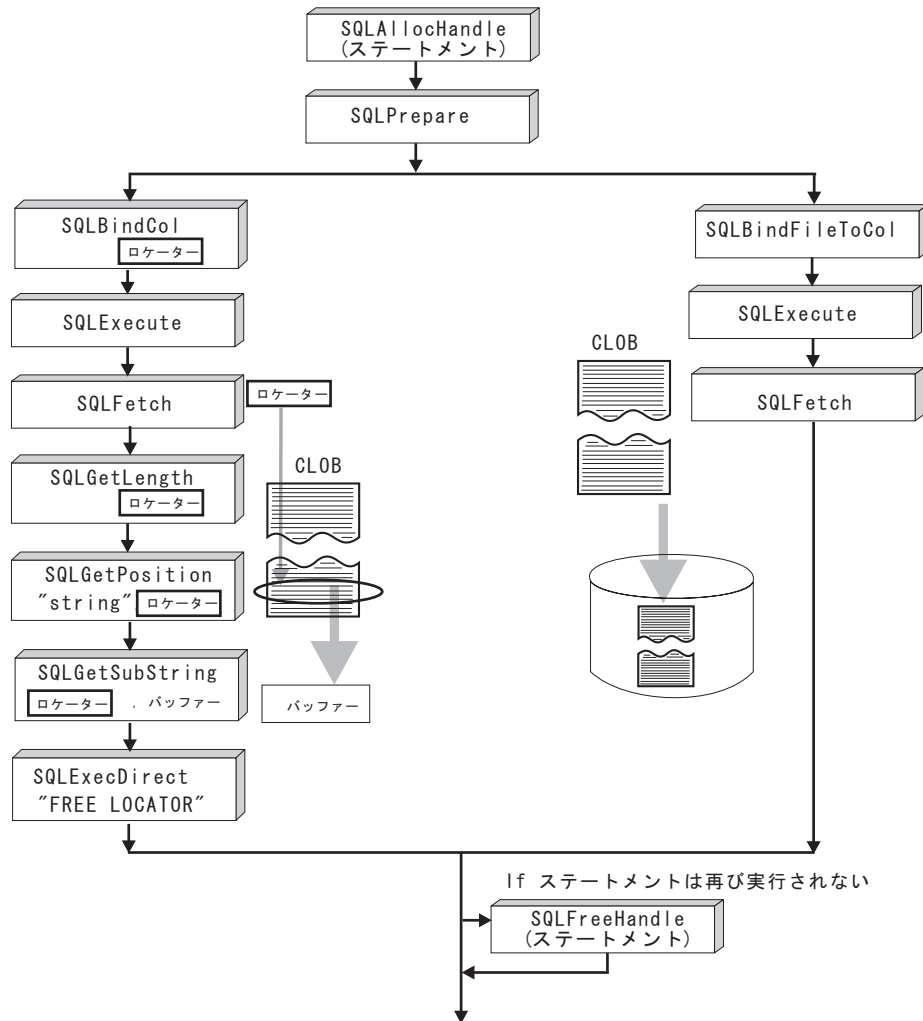 SQLAllocHandle
(ステートメント)
SQLPrepare
SQLBindCol
ロケーター
SQLExecute
SQLFetch
ロケーター
SQLGetLength
ロケーター
CLOB
SQLGetPosition
"string", ロケーター
SQLGetSubString
ロケーター , バッファー
バッファー
SQLExecDirect
"FREE LOCATOR"
SQLBindFileToCol
SQLExecute
CLOB
SQLFetch
If ステートメントは再び実行されない
SQLFreeHandle
(ステートメント)